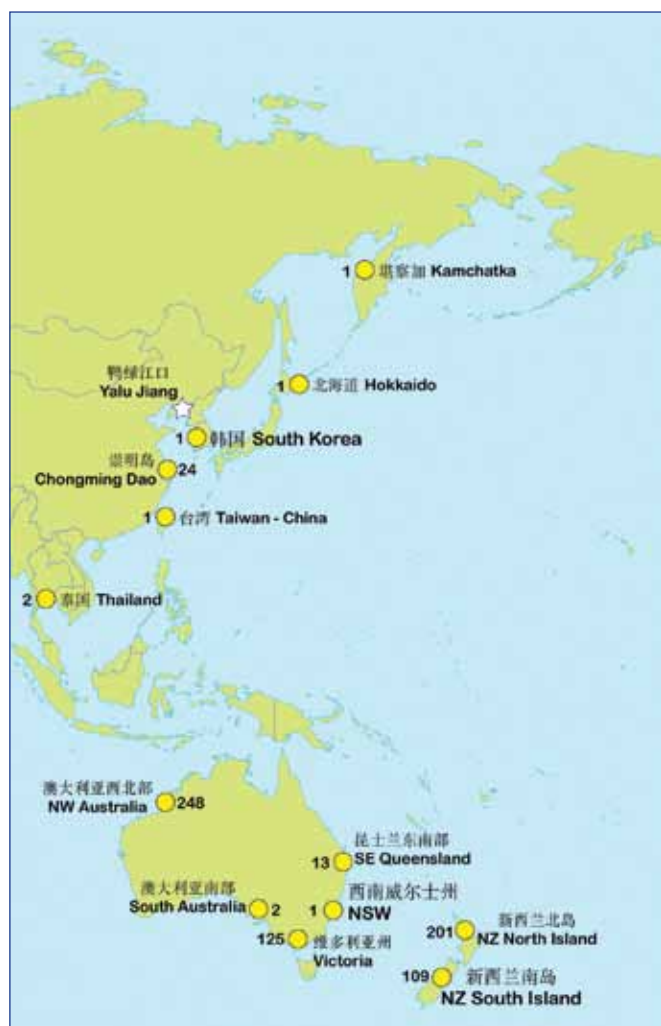 1 堪察加 Kamchatka
鸭绿江口
Yalu Jiang
1 北海道 Hokkaido
1 韩国 South Korea
崇明岛
Chongming Dao 24
1 台湾 Taiwan - China
2 泰国 Thailand
澳大利亚西北部
NW Australia 248
昆士兰东南部
13 SE Queensland
澳大利亚南部
South Australia 2
西南威尔士州
1 NSW
125 维多利亚州
Victoria
新西兰北岛
201 NZ North Island
109 新西兰南岛
NZ South Island